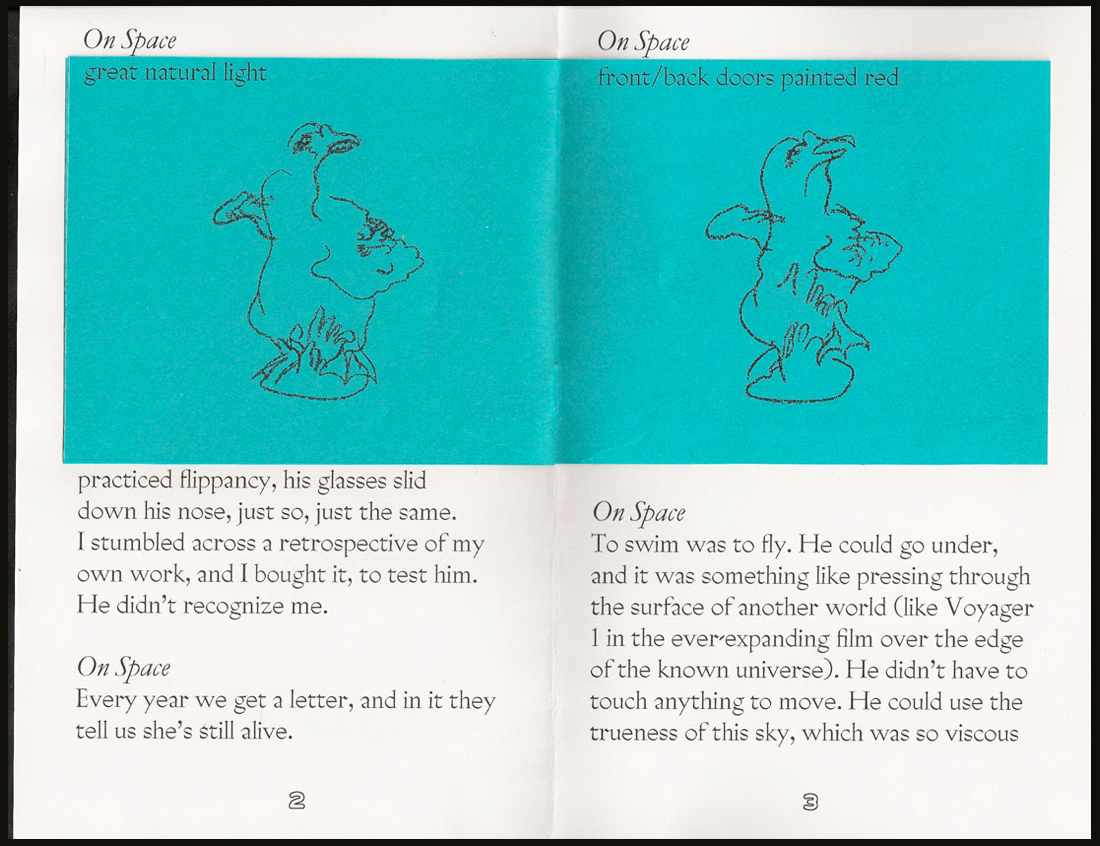 On Space
great natural light
practiced flippancy, his glasses slid
down his nose, just so, just the same.
I stumbled across a retrospective of my
own work, and I bought it, to test him.
He didn't recognize me.
On Space
Every year we get a letter, and in it they
tell us she's still alive.
2
On Space
front/back doors painted red
On Space
To swim was to fly. He could go under,
and it was something like pressing through
the surface of another world (like Voyager
1 in the ever-expanding film over the edge
of the known universe). He didn't have to
touch anything to move. He could use the
trueness of this sky, which was so viscous
3